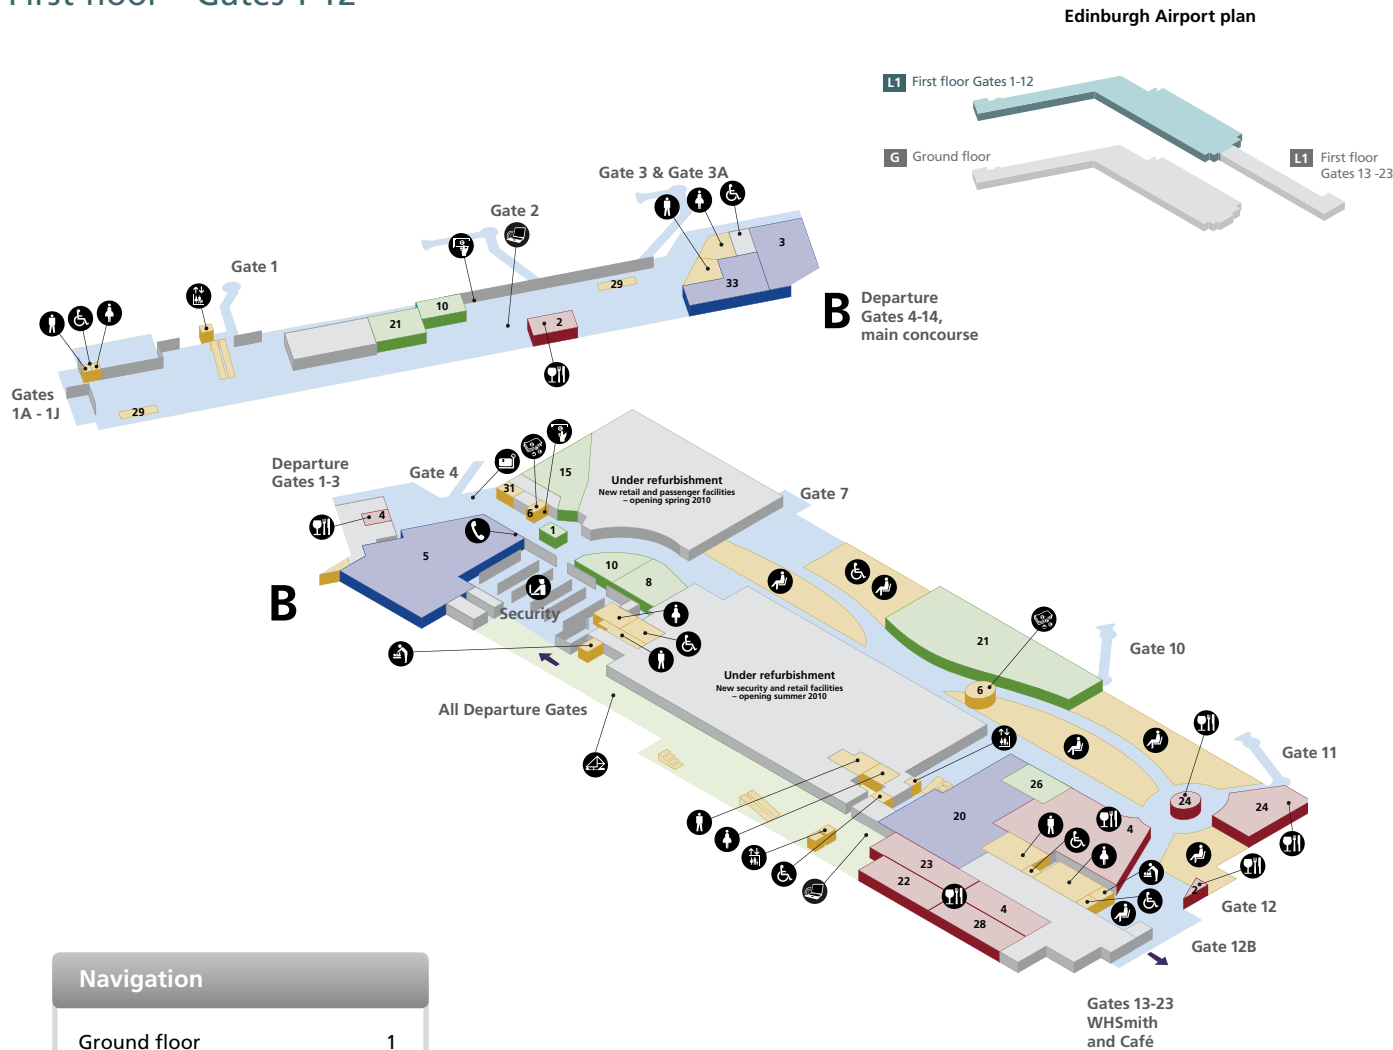 First floor – Gates 1-12
Edinburgh Airport plan
L1 First floor Gates 1-12
G Ground floor
L1 First floor
Gates 13 -23
Gate 3 & Gate 3A
Gate 2
Gate 1
3
33
29
10
21
2
29
Gates
1A - 1J
B
Departure
Gates 4-14,
main concourse
Departure
Gates 1-3
Gate 4
15
31
6
1
4
5
10
8
Under refurbishment
New retail and passenger facilities
– opening spring 2010
Gate 7
B
Security
21
Gate 10
6
Under refurbishment
New security and retail facilities
– opening summer 2010
All Departure Gates
Gate 11
26
24
24
20
4
23
22
4
28
2
Gate 12
Gate 12B
Gates 13-23
WHSmith
and Café
Navigation
Ground floor 1